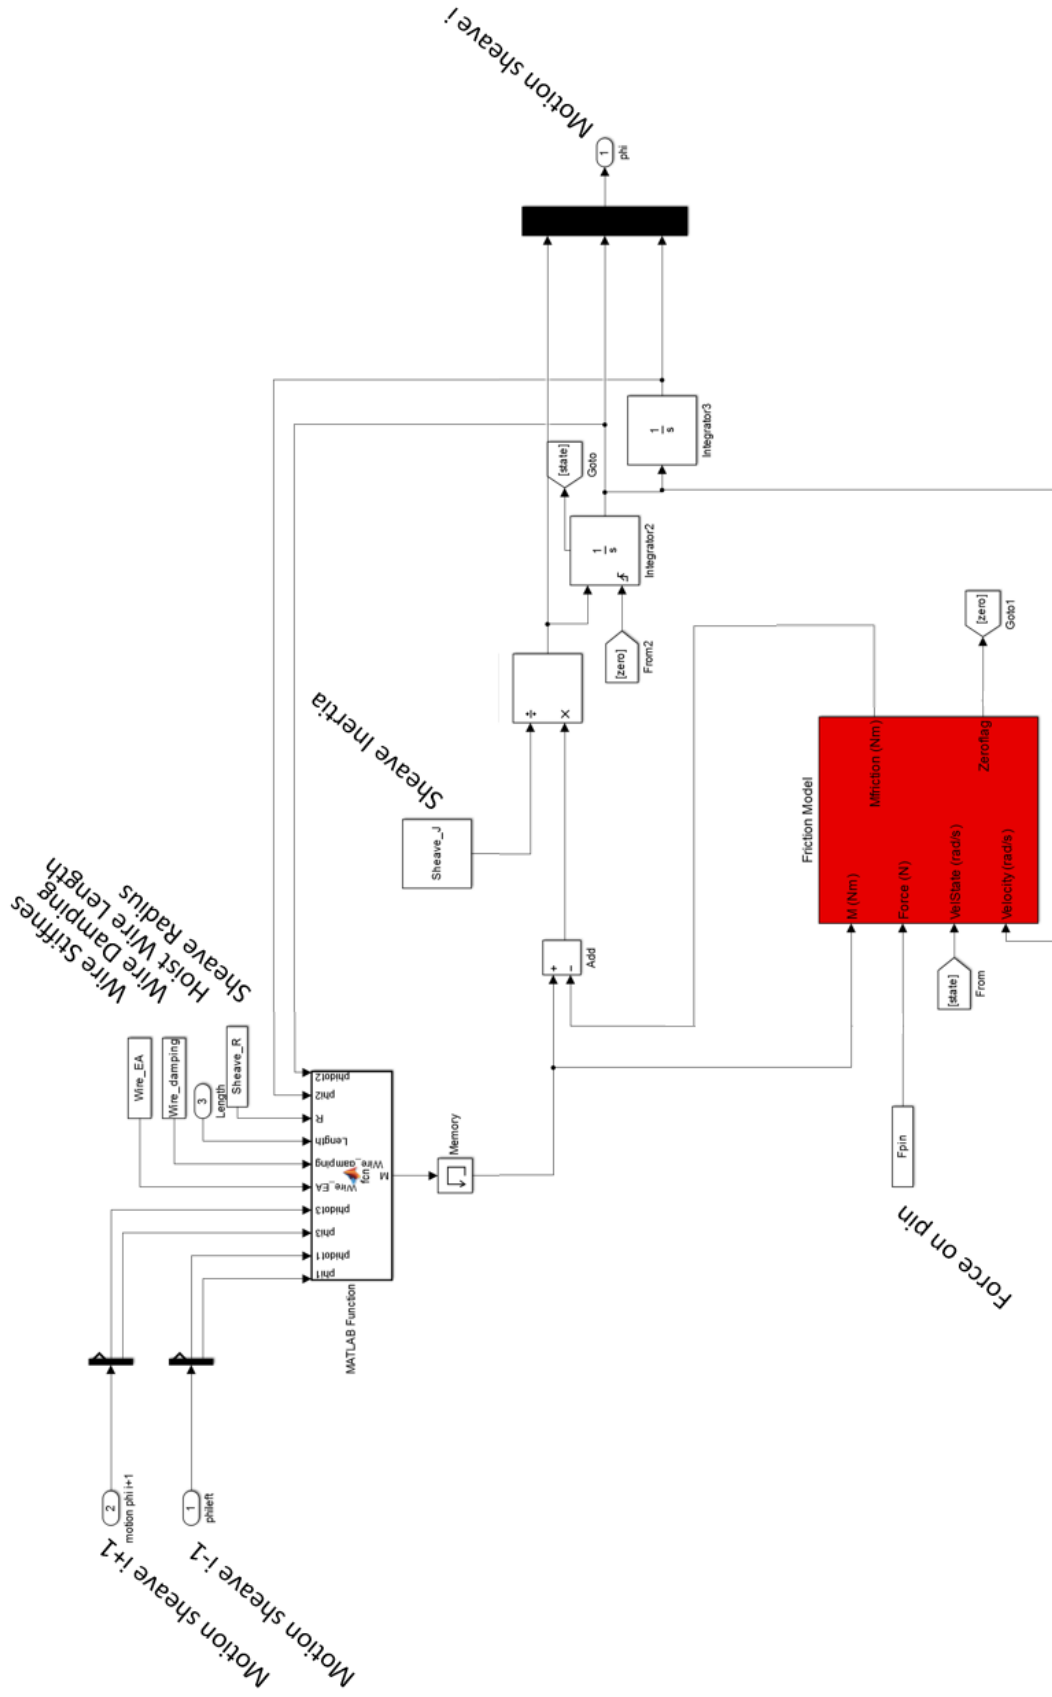 Motion sheave i
1
phi
Wire Stiffnes
Wire Damping
Hoist Wire Length
Sheave Radius
Sheave Inertia
[state]
Goto
1
s
Integrator3
1
s
Integrator2
[zero]
From2
÷
×
Sheave_J
Wire_EA
Wire_damping
3
Length
Sheave_R
phidot2
phi2
R
Length
Wire_damping
Wire_EA
phidot3
phi3
phidot1
phi1
fcn
M
MATLAB Function
Memory
+
−
Add
[zero]
Goto1
Friction Model
Mfriction (Nm)
Zeroflag
M (Nm)
Force (N)
VelState (rad/s)
Velocity (rad/s)
[state]
From
Fpin
Force on pin
2
motion phi i+1
Motion sheave i+1
1
phileft
Motion sheave i-1